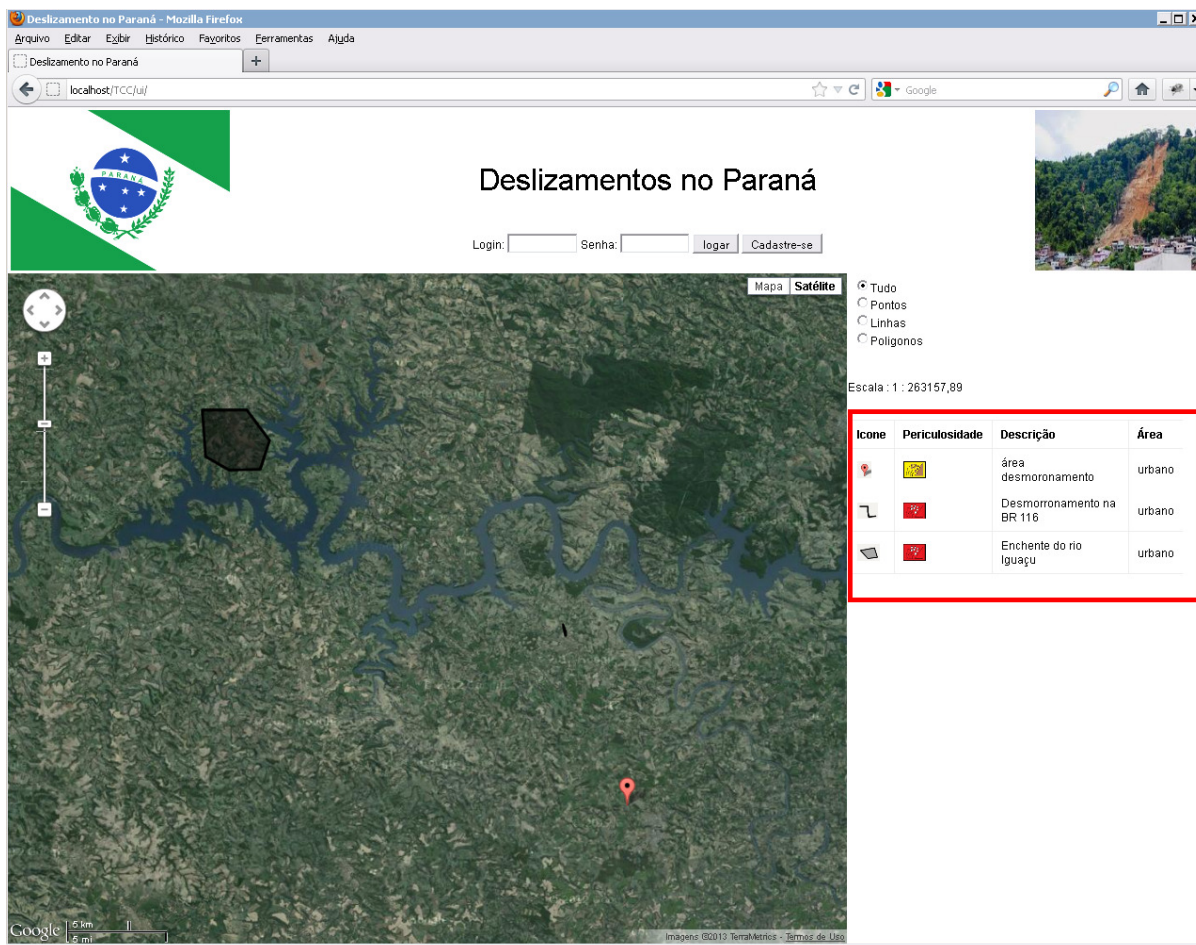 Deslizamento no Paraná - Mozilla Firefox
Arquivo Editar Exibir Histórico Favoritos Ferramentas Ajuda
Deslizamento no Paraná
localhost/TCC/ui/
Google
PARANÁ
Deslizamentos no Paraná
Login: Senha: logar Cadastre-se
Mapa Satélite
Tudo
Pontos
Linhas
Poligonos
Escala : 1 : 263157,89
Icone Periculosidade Descrição Área
área
desmoronamento
urbano
Desmorronamento na
BR 116
urbano
Enchente do rio
Iguaçu
urbano
Google
5 km
5 mi
Imagens ©2013 TerraMetrics - Termos de Uso